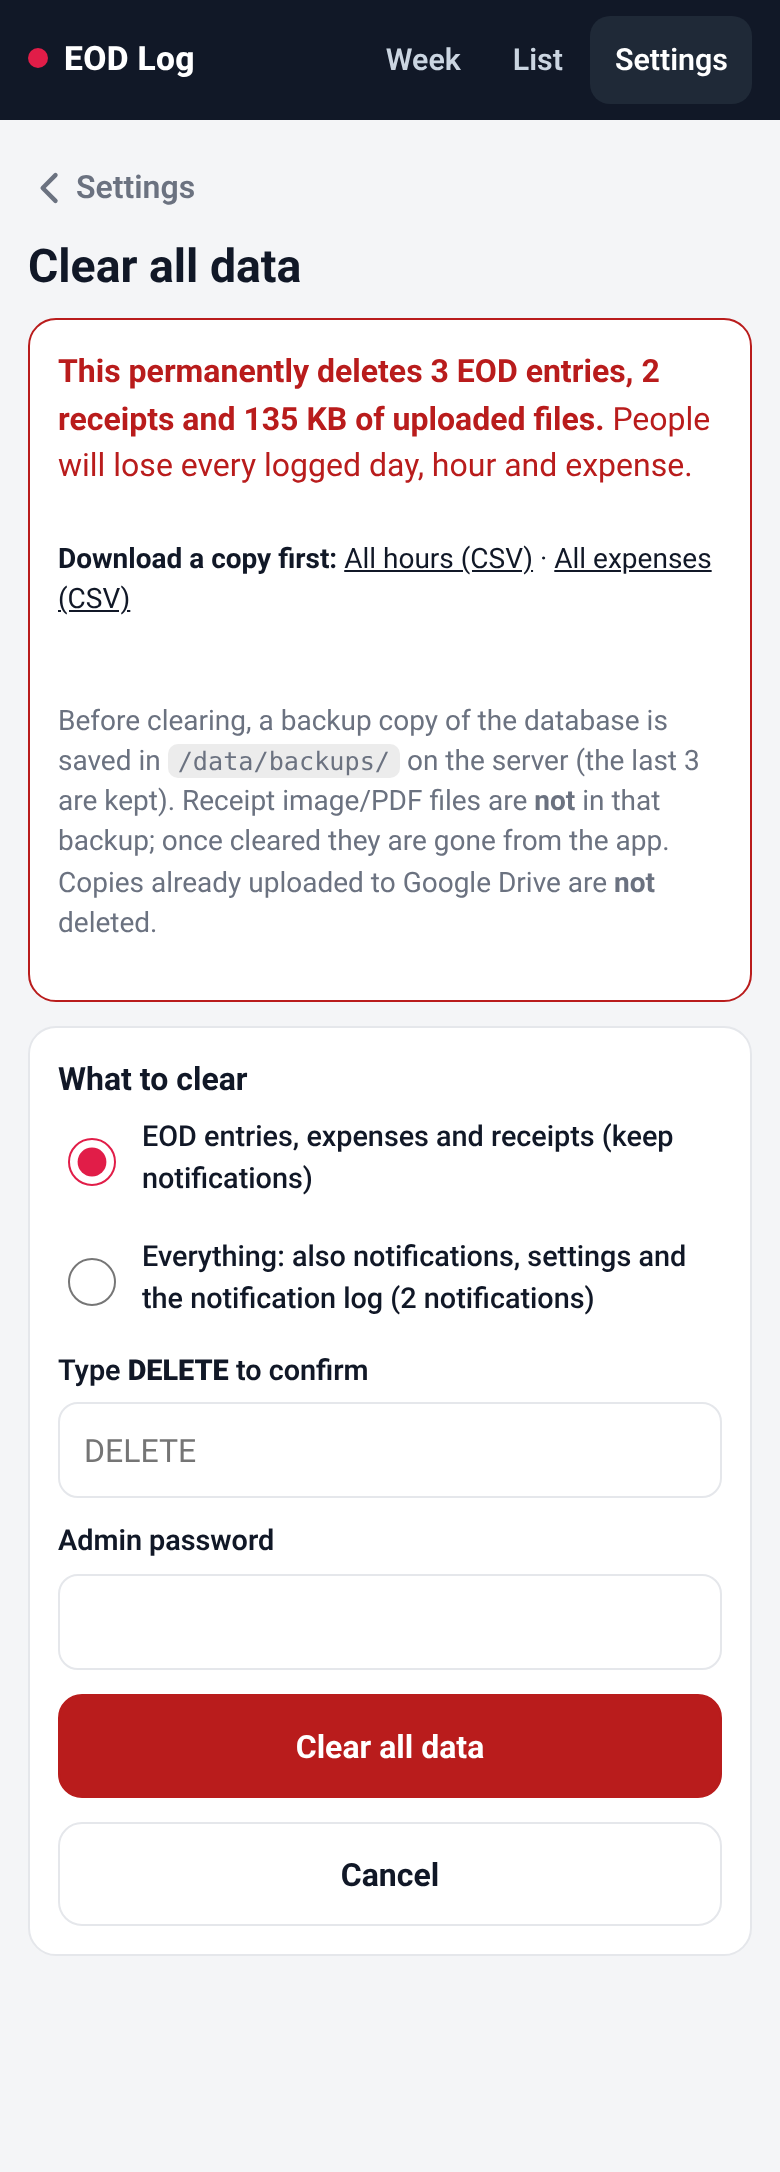 EOD Log
Week
List
Settings
Settings
Clear all data
This permanently deletes 3 EOD entries, 2
receipts and 135 KB of uploaded files. People
will lose every logged day, hour and expense.
Download a copy first: All hours (CSV) · All expenses
(CSV)
Before clearing, a backup copy of the database is
saved in /data/backups/ on the server (the last 3
are kept). Receipt image/PDF files are not in that
backup; once cleared they are gone from the app.
Copies already uploaded to Google Drive are not
deleted.
What to clear
EOD entries, expenses and receipts (keep
notifications)
Everything: also notifications, settings and
the notification log (2 notifications)
Type DELETE to confirm
DELETE
Admin password
Clear all data
Cancel